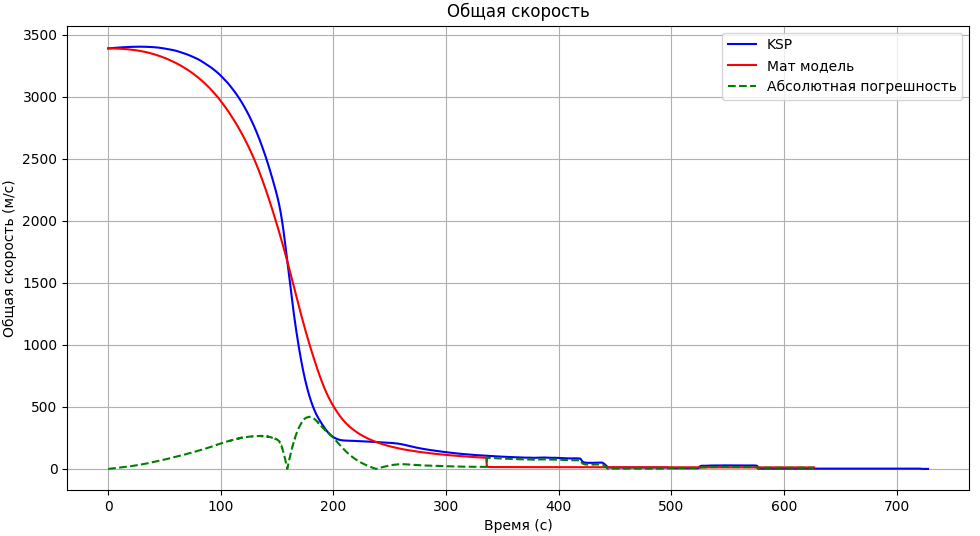 Общая скорость
KSP
Мат модель
Абсолютная погрешность
Общая скорость (м/с)
3500
3000
2500
2000
1500
1000
500
0
0 100 200 300 400 500 600 700
Время (с)